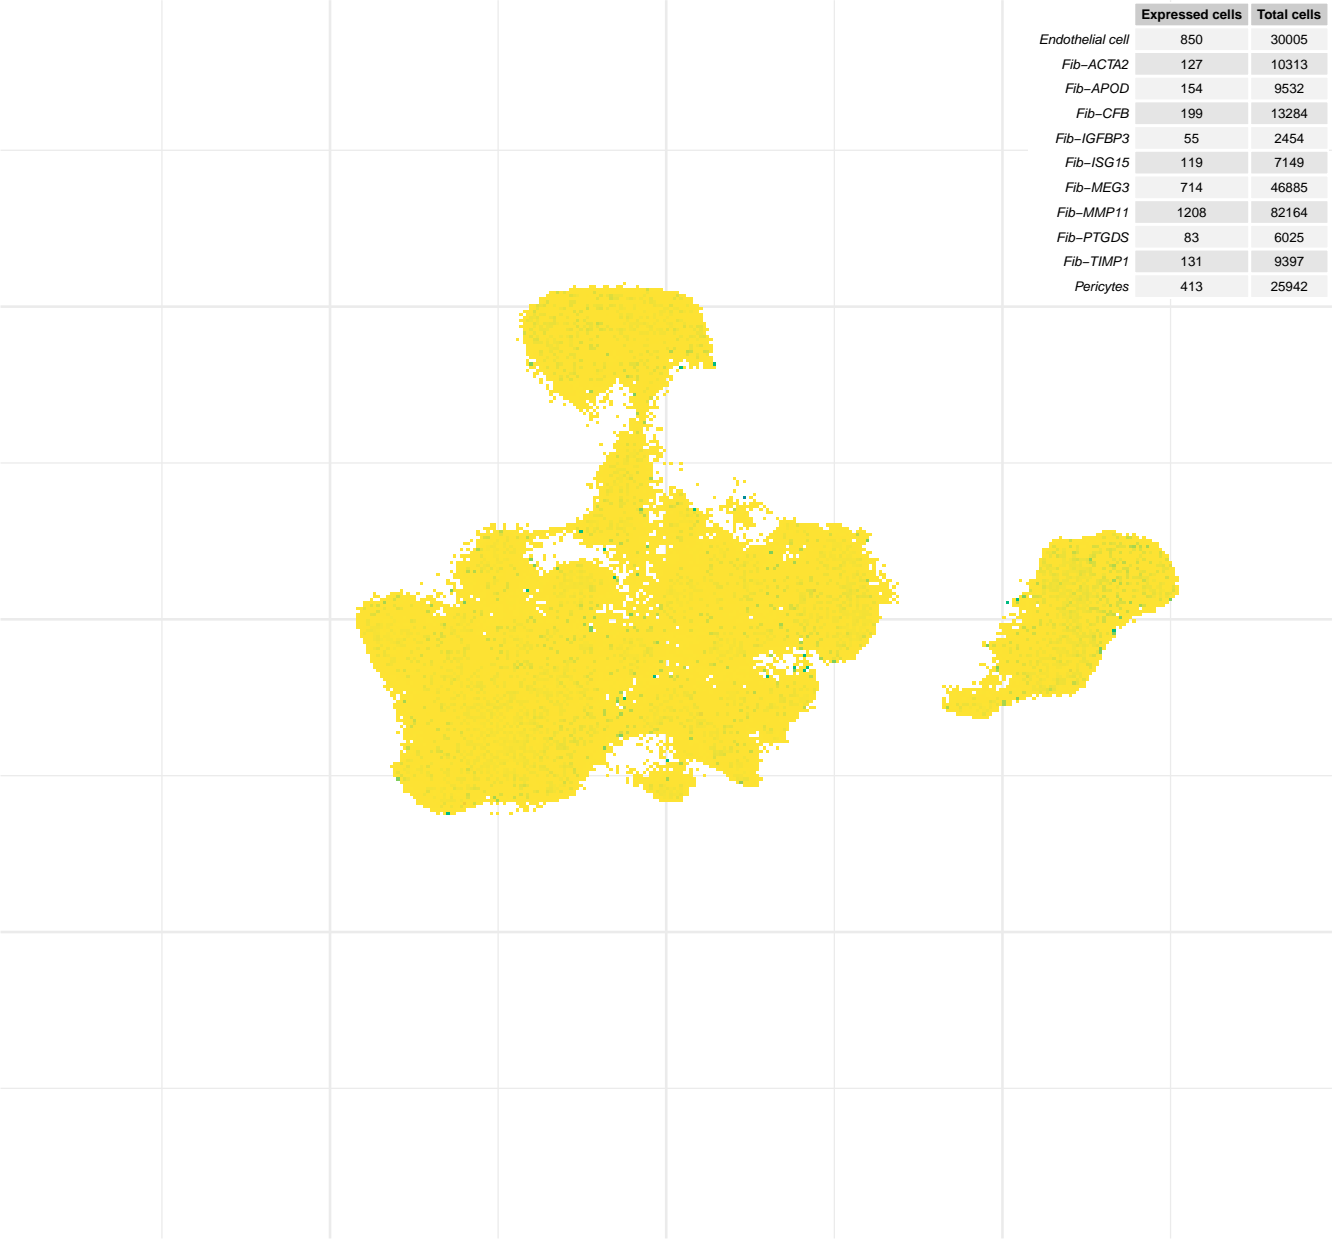 Expressed cells Total cells
Endothelial cell 850 30005
Fib−ACTA2 127 10313
Fib−APOD 154 9532
Fib−CFB 199 13284
Fib−IGFBP3 55 2454
Fib−ISG15 119 7149
Fib−MEG3 714 46885
Fib−MMP11 1208 82164
Fib−PTGDS 83 6025
Fib−TIMP1 131 9397
Pericytes 413 25942